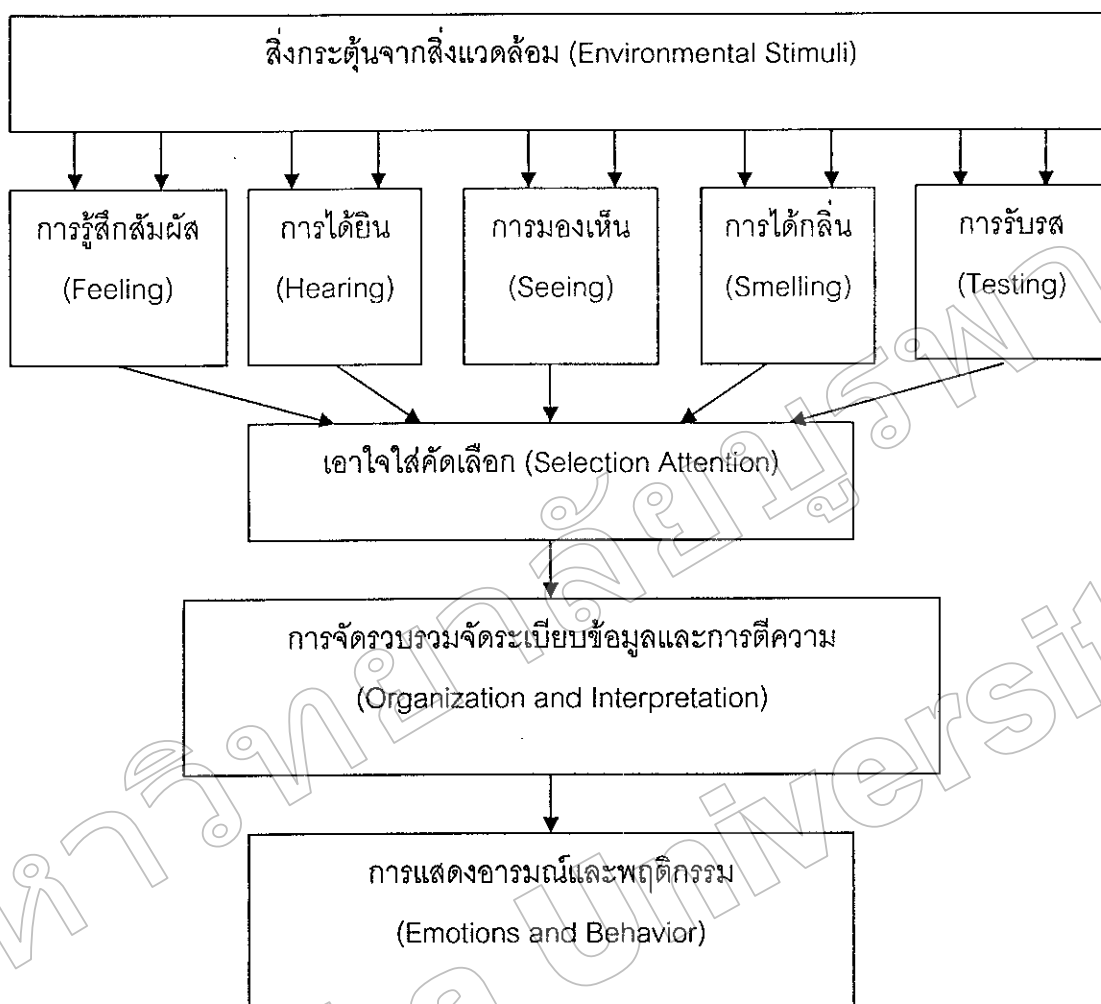 สิ่งกระตุ้นจากสิ่งแวดล้อม (Environmental Stimuli)
การรู้สึกสัมผัส
(Feeling)
การได้ยิน
(Hearing)
การมองเห็น
(Seeing)
การได้กลิ่น
(Smelling)
การรับรส
(Testing)
เอาใจใส่คัดเลือก (Selection Attention)
การจัดรวบรวมจัดระเบียบข้อมูลและการตีความ
(Organization and Interpretation)
การแสดงอารมณ์และพฤติกรรม
(Emotions and Behavior)